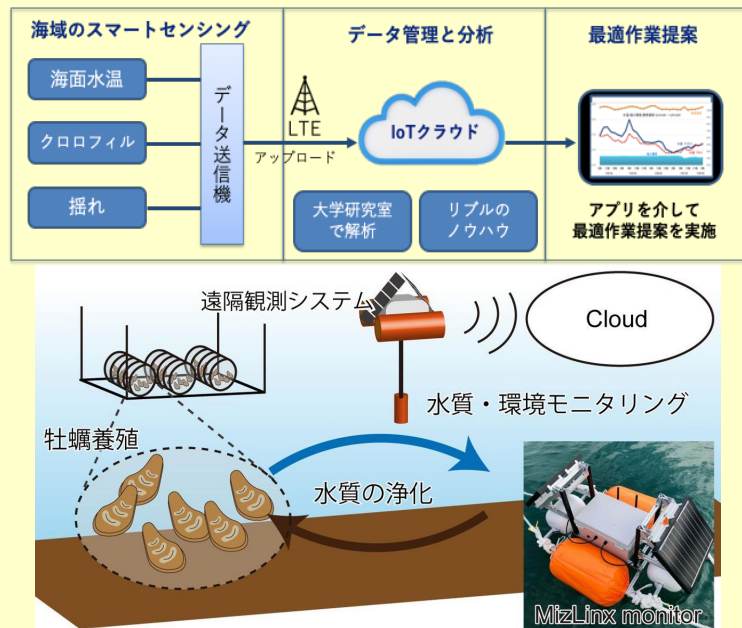 海域のスマートセンシング
海面水温
クロロフィル
揺れ
データ送信機
LTE
アップロード
データ管理と分析
IoTクラウド
大学研究室
で解析
リブルの
ノウハウ
最適作業提案
アプリを介して
最適作業提案を実施
遠隔観測システム
Cloud
水質・環境モニタリング
牡蠣養殖
水質の浄化
MizLinx monitor